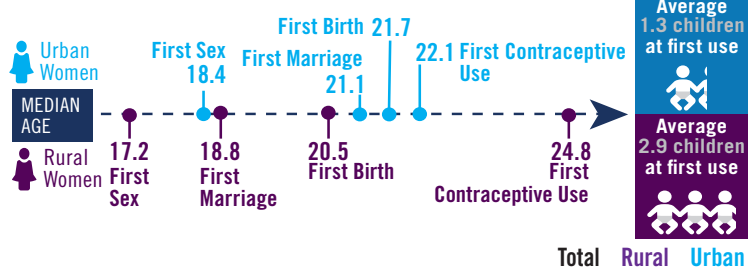 Urban
Women
First Sex
18.4
First Marriage
21.1
First Birth 21.7
22.1 First Contraceptive
Use
MEDIAN
AGE
Rural
Women
17.2
First
Sex
18.8
First
Marriage
20.5
First Birth
24.8
First
Contraceptive Use
Average
1.3 children
at first use
Average
2.9 children
at first use
Total Rural Urban